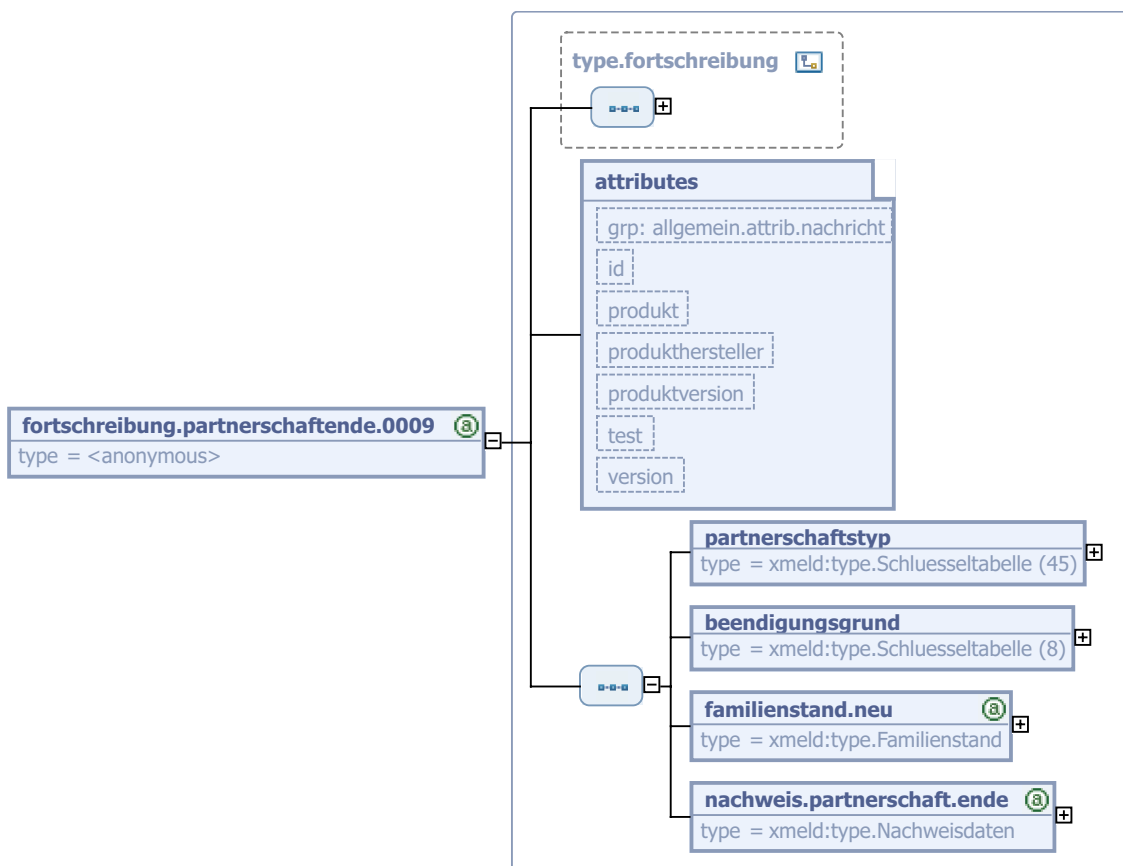 type.fortschreibung
attributes
grp: allgemein.attrib.nachricht
id
produkt
produkthersteller
produktversion
test
version
fortschreibung.partnerschaftende.0009
type = <anonymous>
partnerschaftstyp
type = xmeld:type.Schluesseltabelle (45)
beendigungsgrund
type = xmeld:type.Schluesseltabelle (8)
familienstand.neu
type = xmeld:type.Familienstand
nachweis.partnerschaft.ende
type = xmeld:type.Nachweisdaten